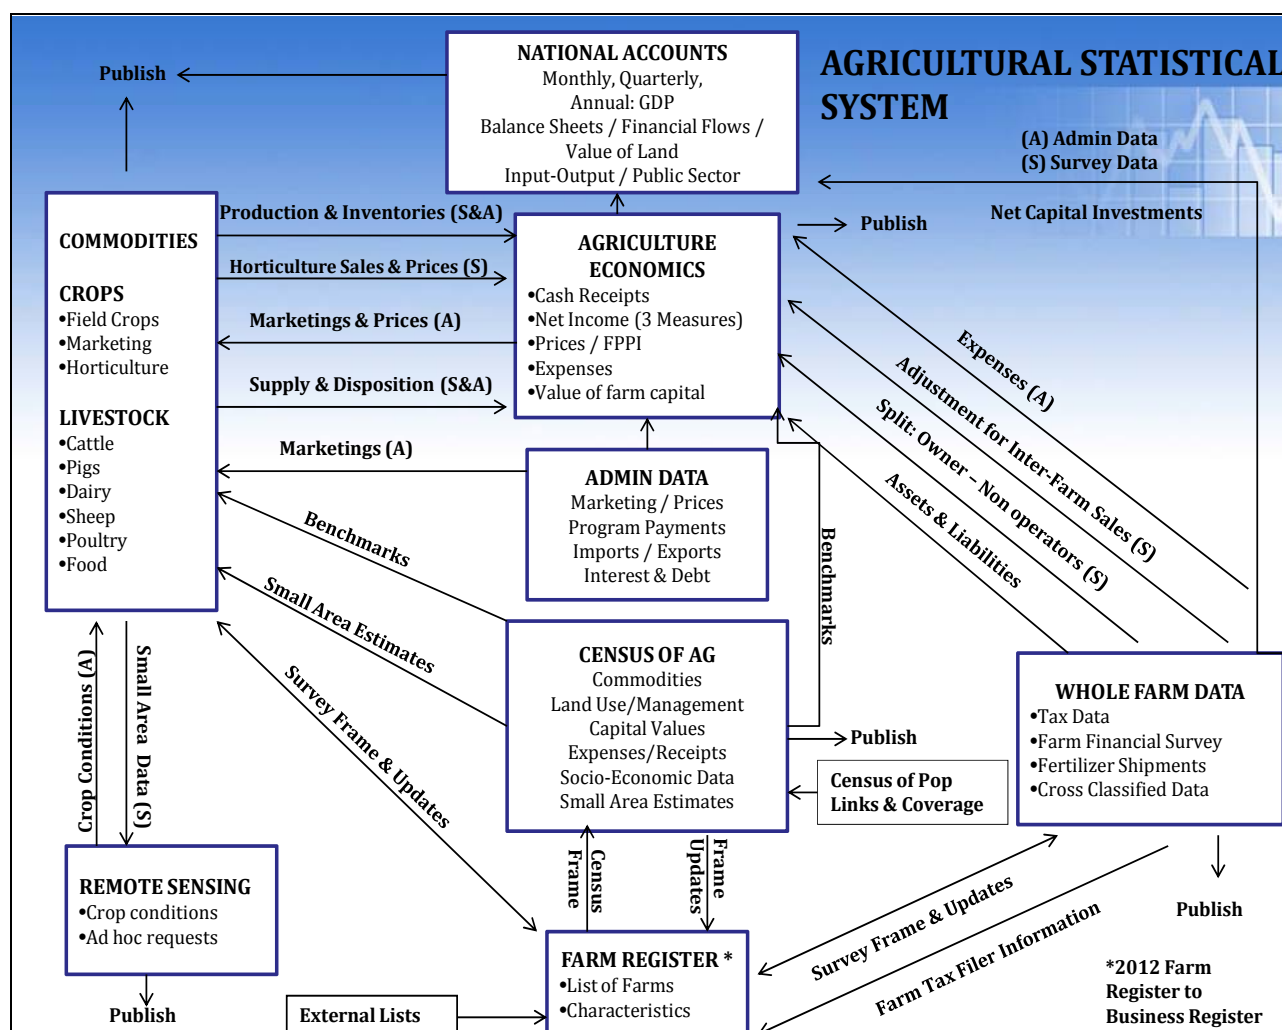 AGRICULTURAL STATISTICAL
SYSTEM
(A) Admin Data
(S) Survey Data
NATIONAL ACCOUNTS
Monthly, Quarterly,
Annual: GDP
Balance Sheets / Financial Flows /
Value of Land
Input-Output / Public Sector
Publish
Net Capital Investments
Publish
COMMODITIES
CROPS
•Field Crops
•Marketing
•Horticulture
LIVESTOCK
•Cattle
•Pigs
•Dairy
•Sheep
•Poultry
•Food
Production & Inventories (S&A)
Horticulture Sales & Prices (S)
Marketings & Prices (A)
Supply & Disposition (S&A)
Marketings (A)
Benchmarks
Small Area Estimates
Survey Frame & Updates
AGRICULTURE
ECONOMICS
•Cash Receipts
•Net Income (3 Measures)
•Prices / FPPI
•Expenses
•Value of farm capital
ADMIN DATA
Marketing / Prices
Program Payments
Imports / Exports
Interest & Debt
Expenses (A)
Adjustment for Inter-Farm Sales (S)
Split: Owner – Non operators (S)
Assets & Liabilities
Benchmarks
CENSUS OF AG
Commodities
Land Use/Management
Capital Values
Expenses/Receipts
Socio-Economic Data
Small Area Estimates
Publish
Census of Pop
Links & Coverage
WHOLE FARM DATA
•Tax Data
•Farm Financial Survey
•Fertilizer Shipments
•Cross Classified Data
Publish
Crop Conditions (A)
Small Area Data (S)
REMOTE SENSING
•Crop conditions
•Ad hoc requests
Publish
Census
Frame
Frame
Updates
FARM REGISTER *
•List of Farms
•Characteristics
External Lists
Survey Frame & Updates
Farm Tax Filer Information
*2012 Farm
Register to
Business Register